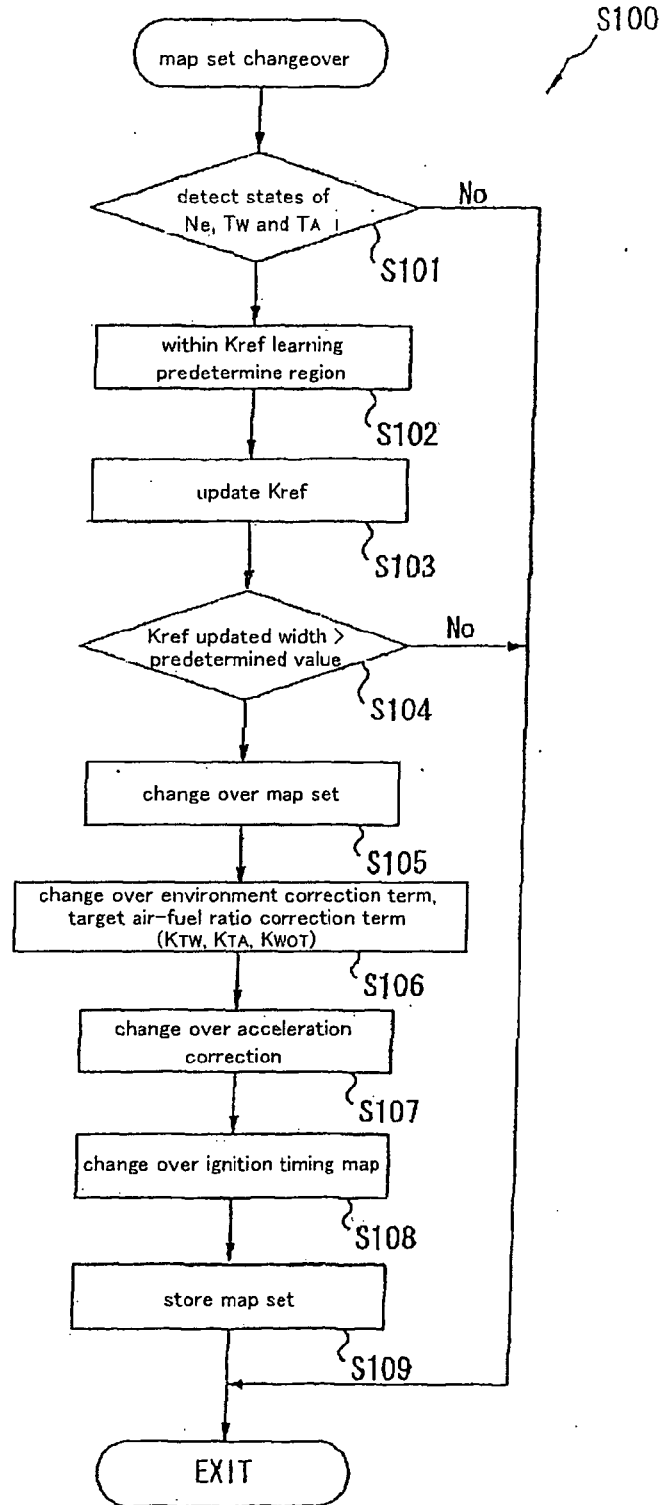 S100
map set changeover
detect states of
Ne, Tw and TA
No
S101
within Kref learning
predetermine region
S102
update Kref
S103
Kref updated width >
predetermined value
No
S104
change over map set
S105
change over environment correction term,
target air-fuel ratio correction term
(KTW, KTA, KWOT)
S106
change over acceleration
correction
S107
change over ignition timing map
S108
store map set
S109
EXIT